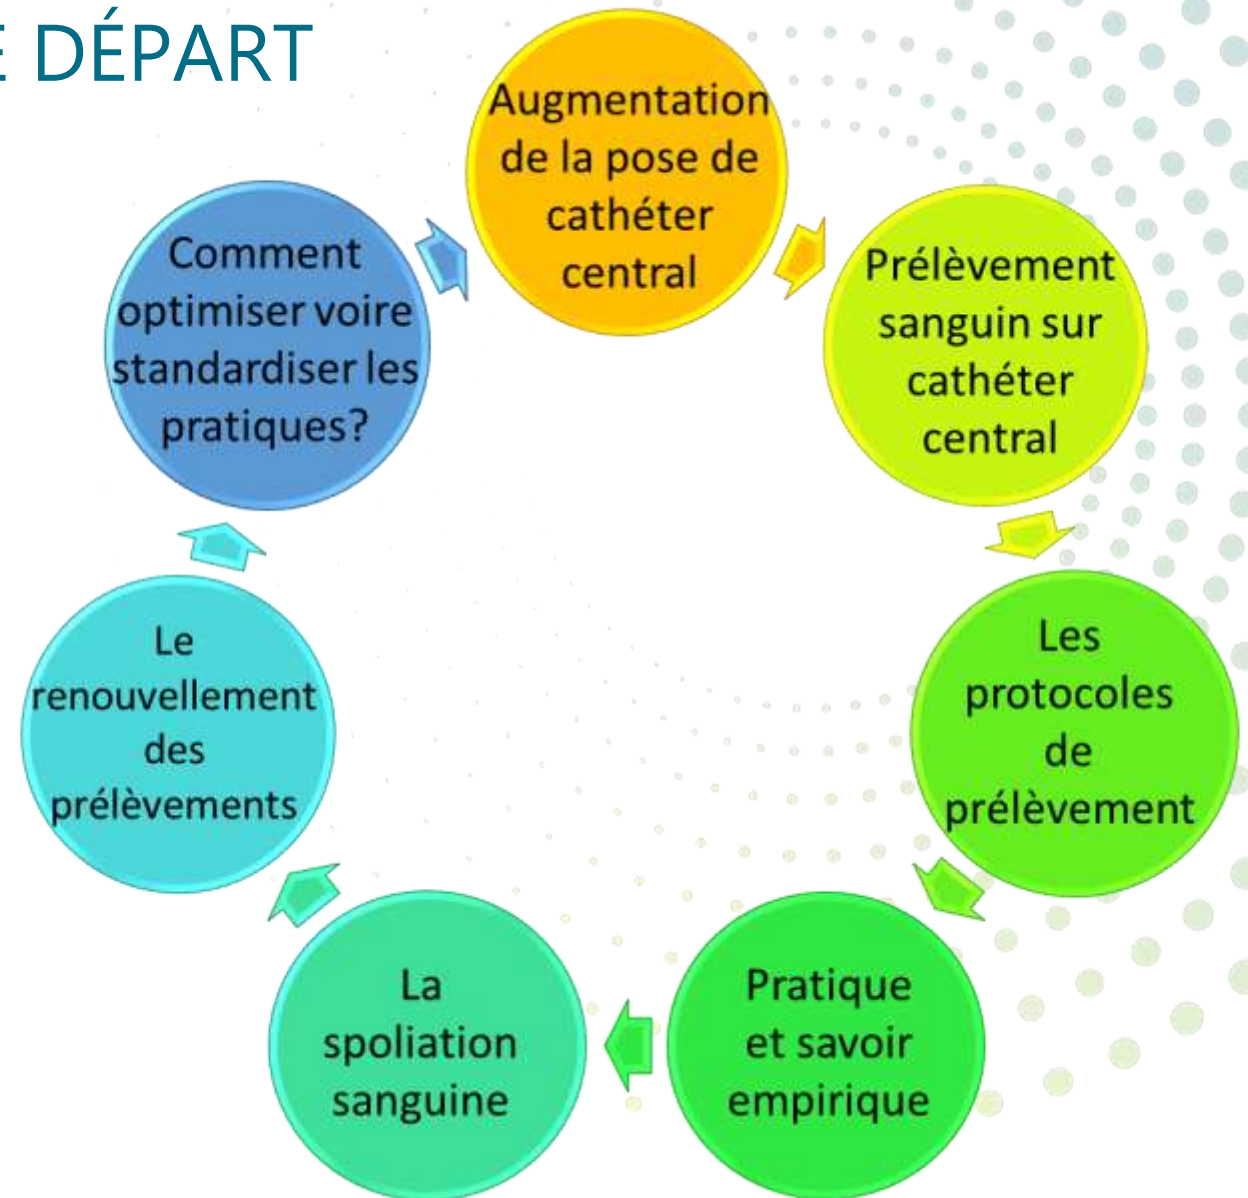 E DÉPART
Augmentation
de la pose de
cathéter
central
Prélèvement
sanguin sur
cathéter
central
Les
protocoles
de
prélèvement
Pratique
et savoir
empirique
La
spoliation
sanguine
Le
renouvellement
des
prélèvements
Comment
optimiser voire
standardiser les
pratiques?